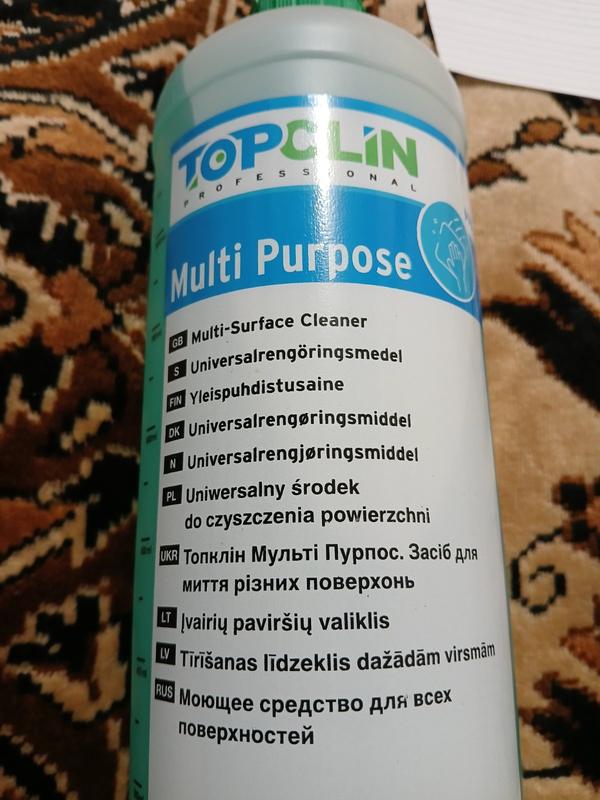 TOPCLIN
PROFESSIONAL
Multi Purpose
GB Multi-Surface Cleaner
S Universalrengöringsmedel
FIN Yleispuhdistusaine
DK Universalrengøringsmiddel
N Universalrengjøringsmiddel
PL Uniwersalny środek
do czyszczenia powierzchni
UKR Топклін Мульті Пурпос. Засіб для
миття різних поверхонь
LT Įvairių paviršių valiklis
LV Tīrīšanas līdzeklis dažādām virsmām
RUS Моющее средство для всех
поверхностей